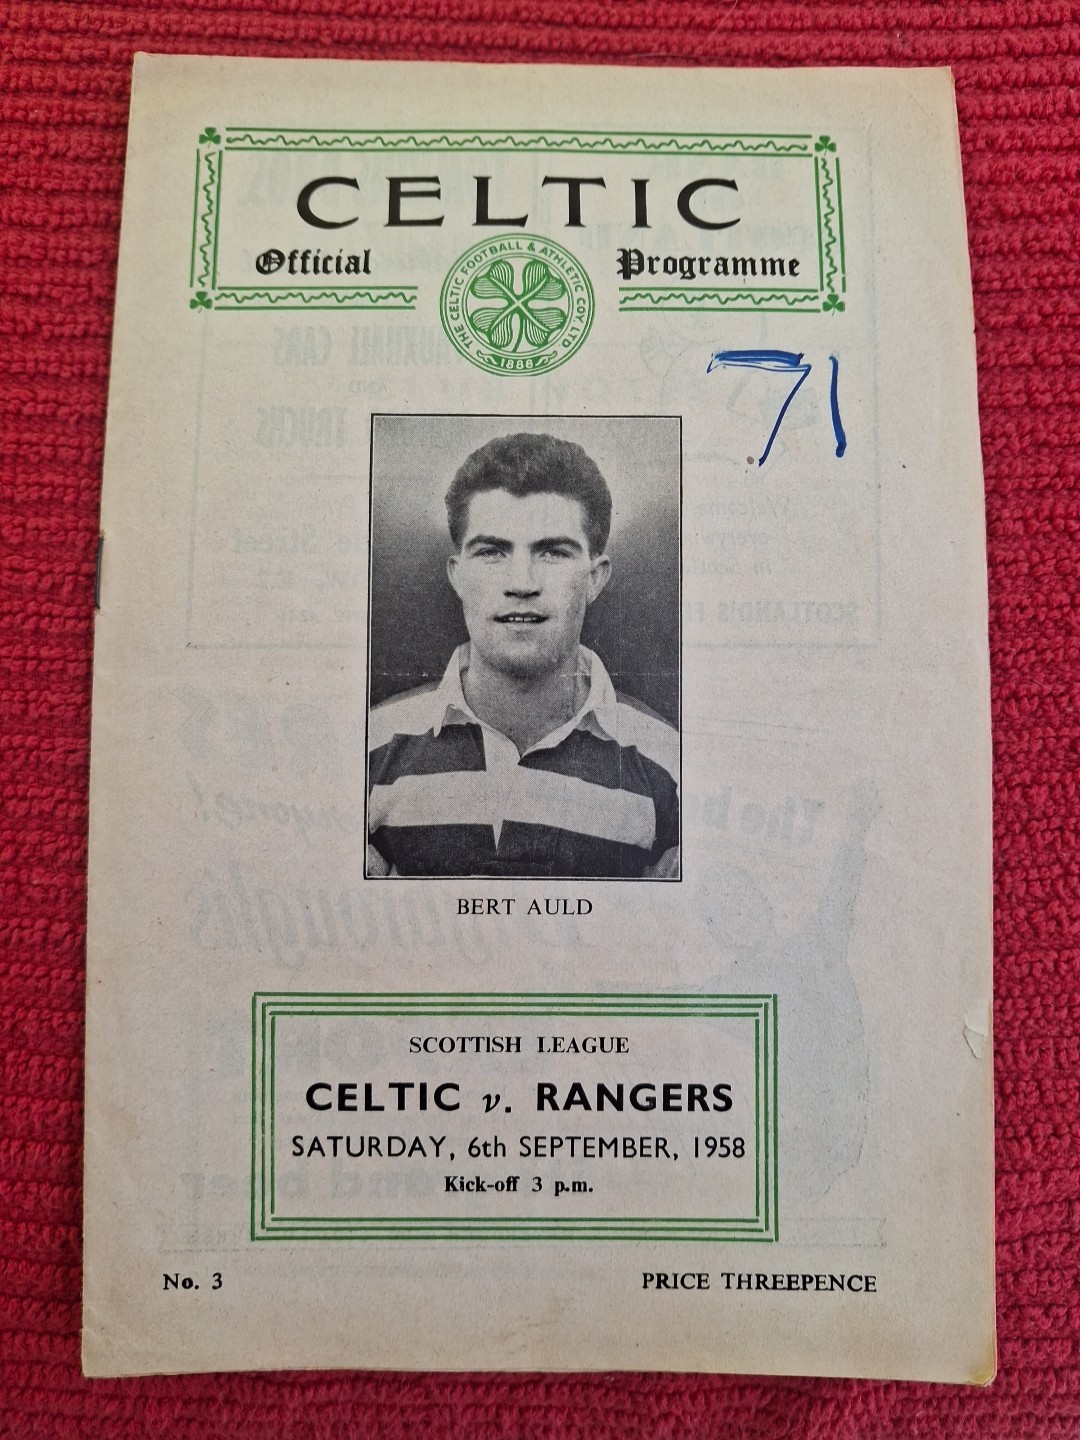 CELTIC
Official Programme
THE CELTIC FOOTBALL & ATHLETIC COY. LTD
1888
71
BERT AULD
SCOTTISH LEAGUE
CELTIC v. RANGERS
SATURDAY, 6th SEPTEMBER, 1958
Kick-off 3 p.m.
No. 3 PRICE THREEPENCE